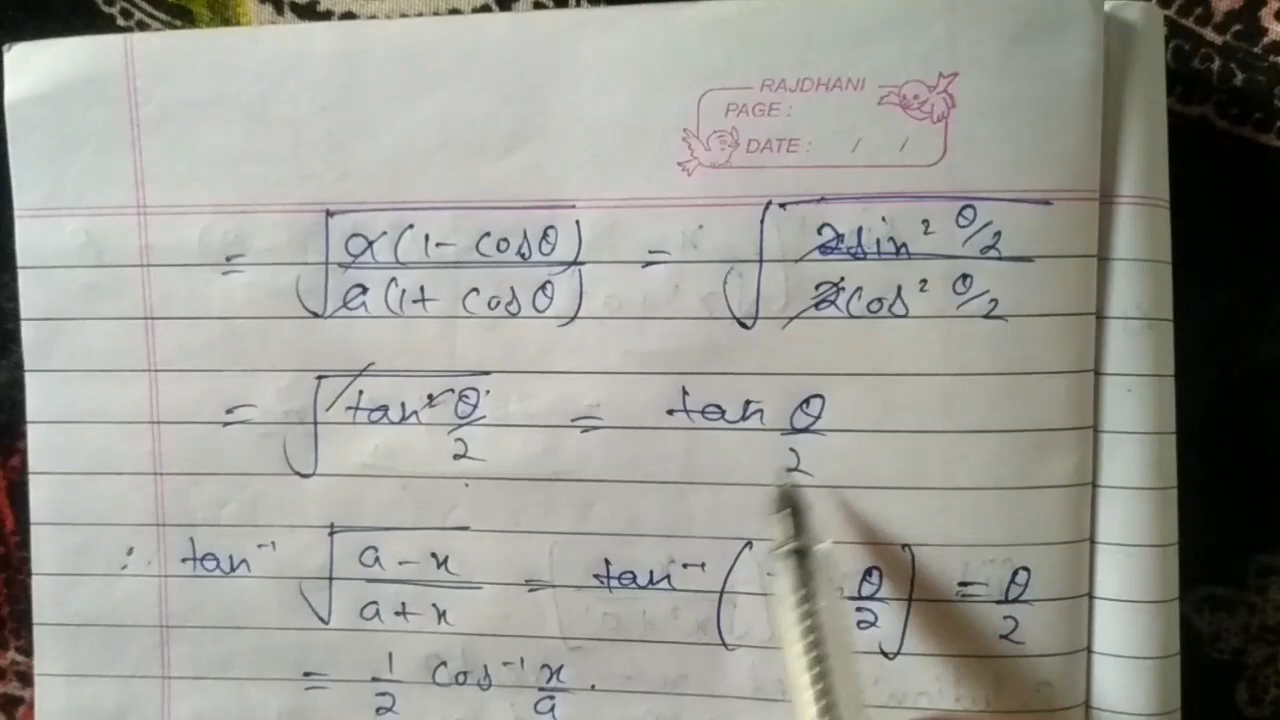 RAJDHANI
PAGE :
DATE : / /
= √(a(1 - cosθ) / a(1 + cosθ)) = √(2sin² θ/2 / 2cos² θ/2)
= √(tan² θ/2) = tan θ/2
∴ tan⁻¹ √(a - x / a + x) = tan⁻¹ ( θ/2 ) = θ/2
= 1/2 cos⁻¹ x/a .